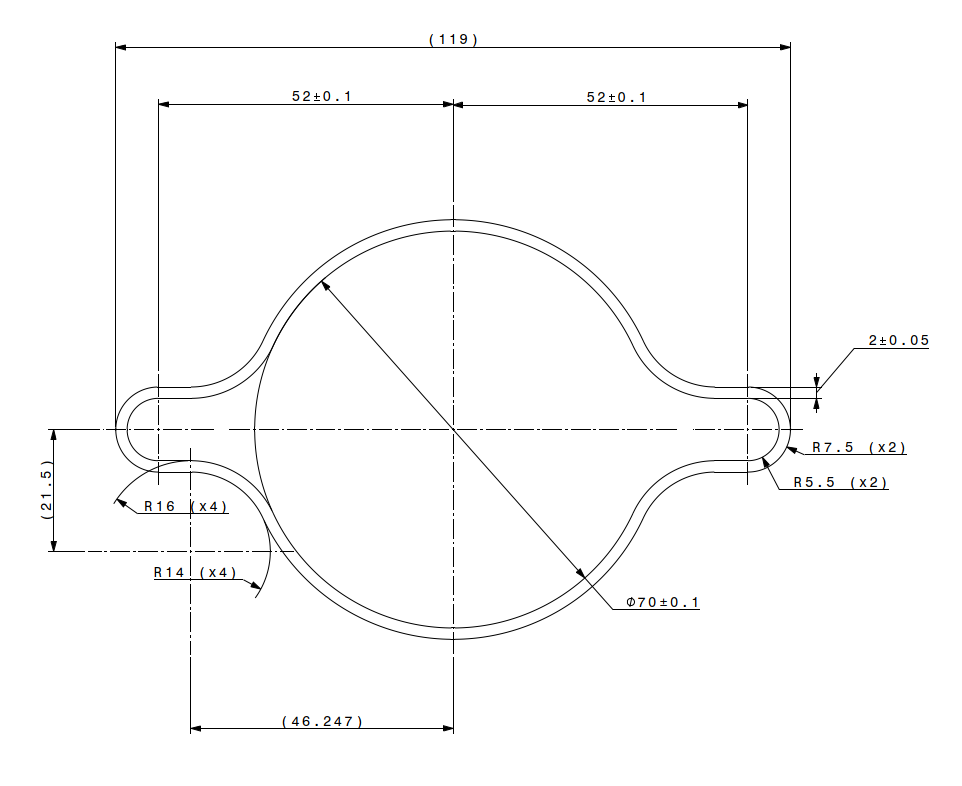 (119)
52±0.1
52±0.1
2±0.05
R7.5 (x2)
R5.5 (x2)
(21.5)
R16 (x4)
R14 (x4)
Ø70±0.1
(46.247)